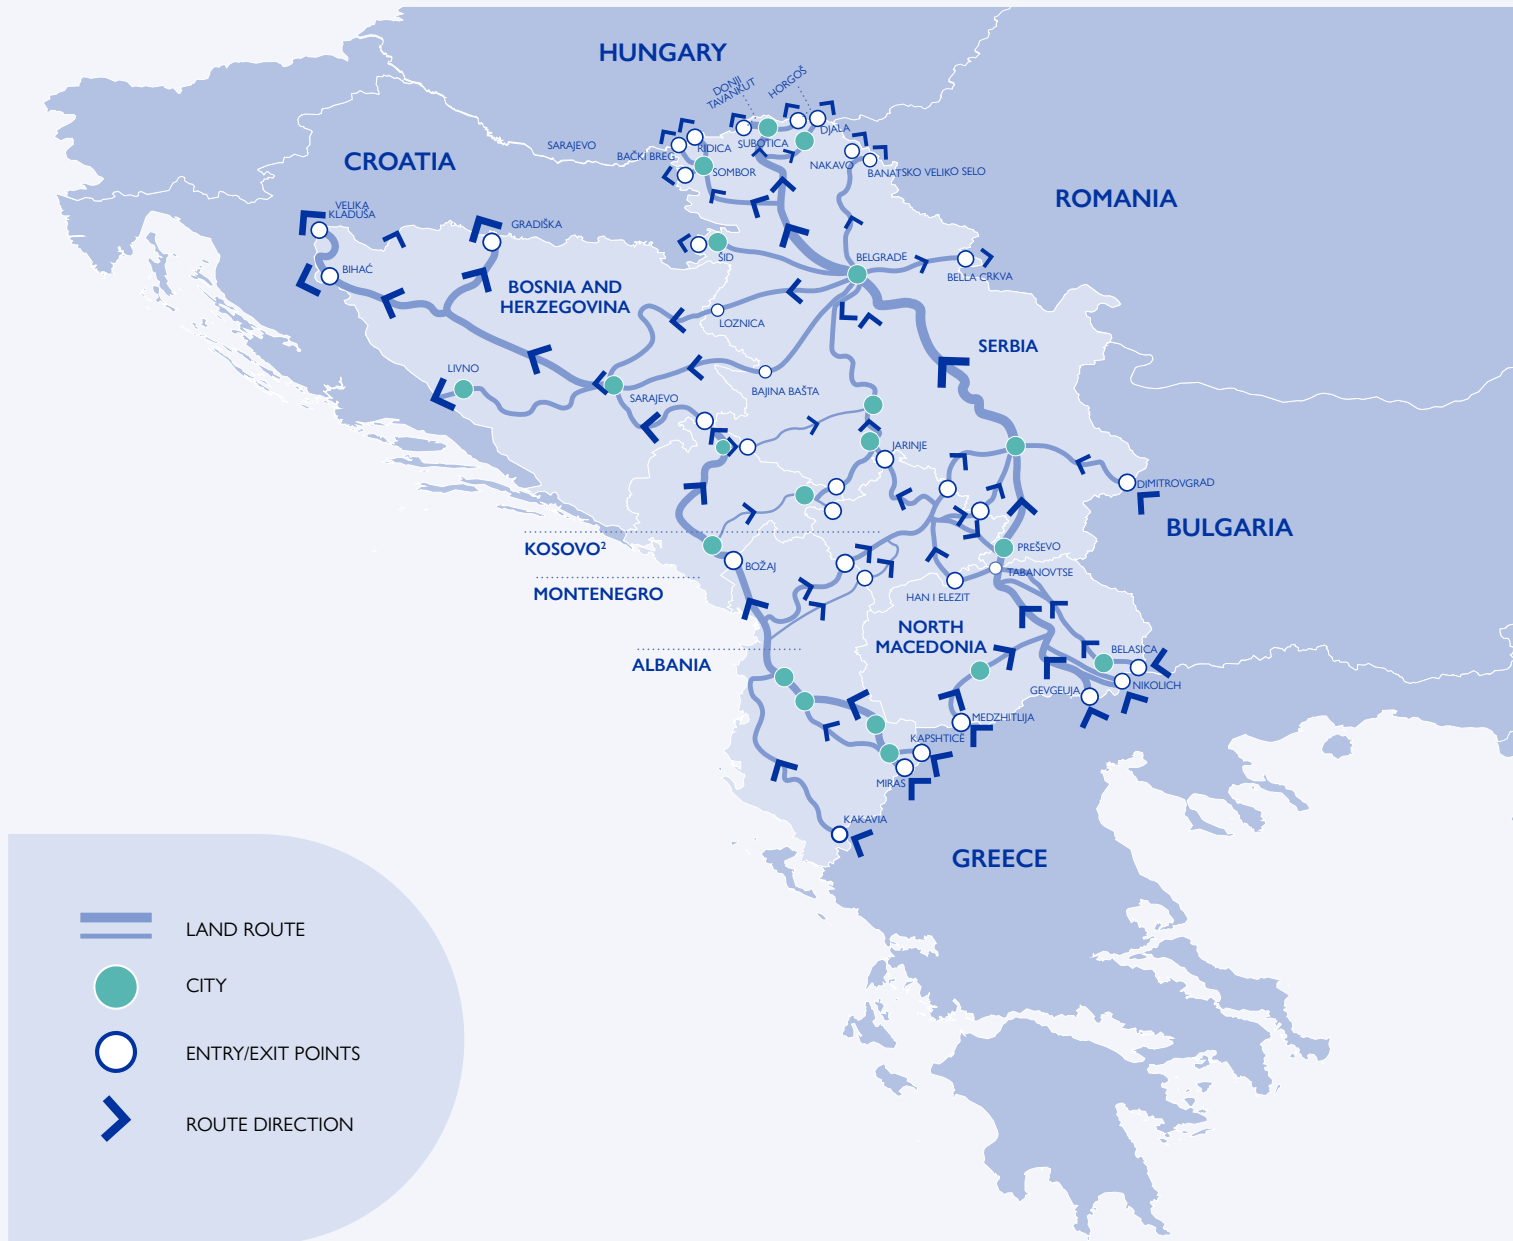 HUNGARY
DONJI
TAVANKUT
HORGOŠ
DJALA
SUBOTICA
RIDICA
BAČKI BREG
SARAJEVO
CROATIA
SOMBOR
NAKAVO
BANATSKO VELIKO SELO
ROMANIA
VELIKA
KLADUŠA
GRADIŠKA
BIHAĆ
ŠID
BELGRADE
BELLA CRKVA
BOSNIA AND
HERZEGOVINA
LOZNICA
SERBIA
LIVNO
SARAJEVO
BAJINA BAŠTA
JARINJE
DIMITROVGRAD
BULGARIA
KOSOVO²
PREŠEVO
BOŽAJ
TABANOVTSE
MONTENEGRO
HAN I ELEZIT
NORTH
MACEDONIA
ALBANIA
BELASICA
NIKOLICH
GEVGEUJA
MEDZHITLIJA
KAPSHTICË
MIRAS
KAKAVIA
GREECE
LAND ROUTE
CITY
ENTRY/EXIT POINTS
ROUTE DIRECTION